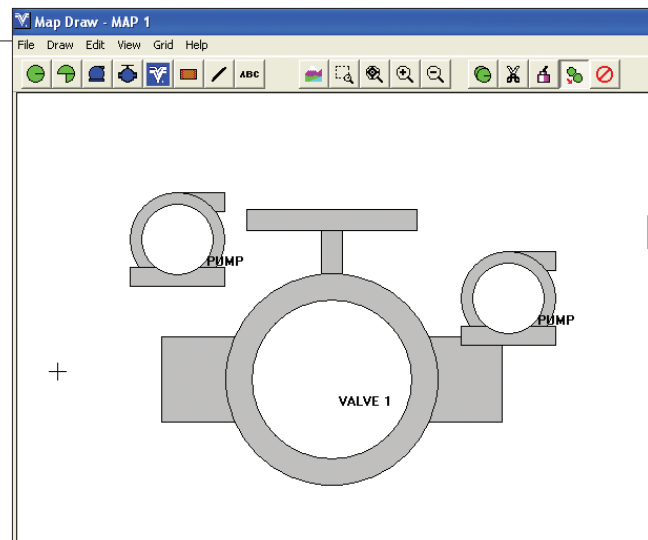 Map Draw - MAP 1
File Draw Edit View Grid Help
ABC
PUMP
PUMP
VALVE 1